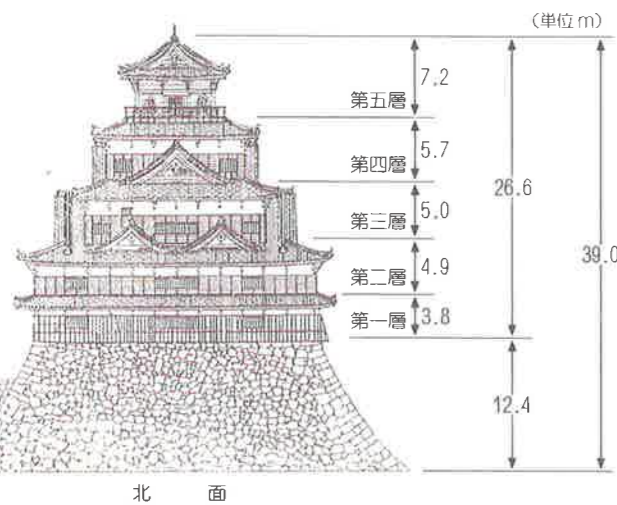 (単位m)
7.2
第五層
5.7
第四層
26.6
5.0
第三層
39.0
4.9
第二層
3.8
第一層
12.4
北 面